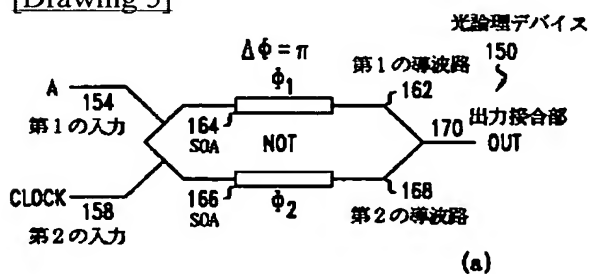 [Drawing 5]
光論理デバイス
150
ΔΦ=π
Φ1
第1の導波路
162
A
154
第1の入力
164
SOA
NOT
170
出力接合部
OUT
CLOCK
158
第2の入力
166
SOA
Φ2
168
第2の導波路
(a)